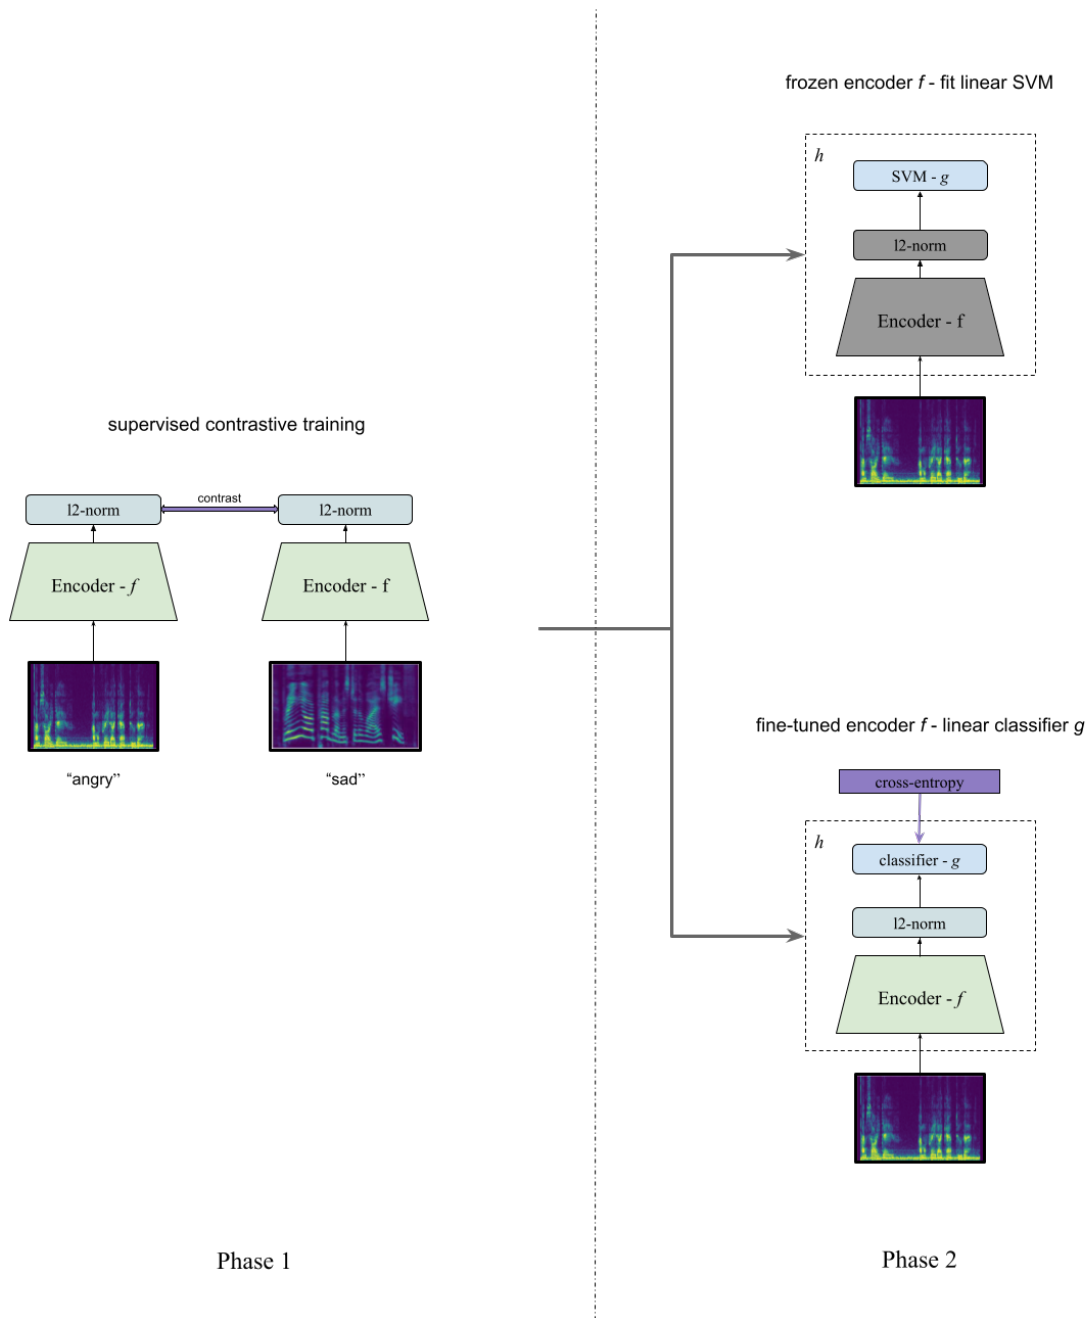 supervised contrastive training
l2-norm
contrast
l2-norm
Encoder - f
Encoder - f
“angry”
“sad”
Phase 1
frozen encoder f - fit linear SVM
h
SVM - g
l2-norm
Encoder - f
fine-tuned encoder f - linear classifier g
cross-entropy
h
classifier - g
l2-norm
Encoder - f
Phase 2